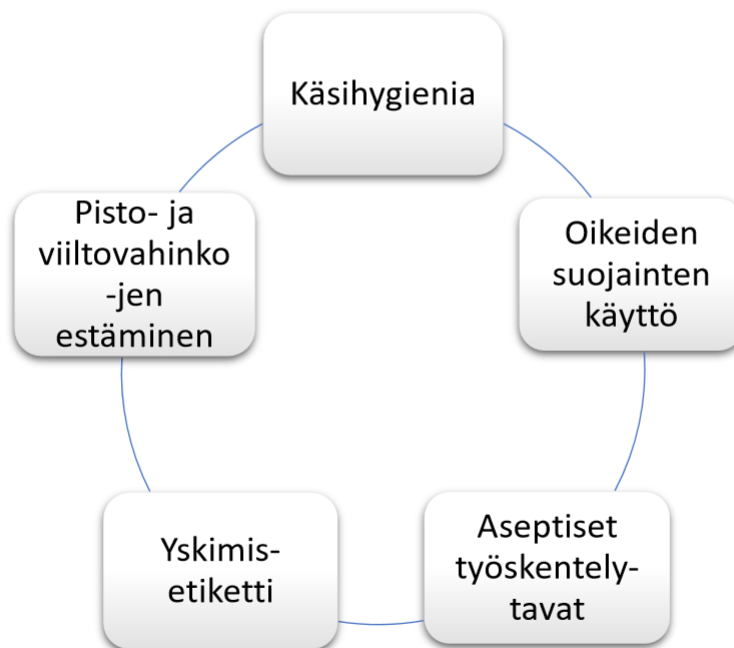 Käsihygienia
Oikeiden
suojainten
käyttö
Aseptiset
työskentely-
tavat
Yskimis-
etiketti
Pisto- ja
viiltovahinko
-jen
estäminen